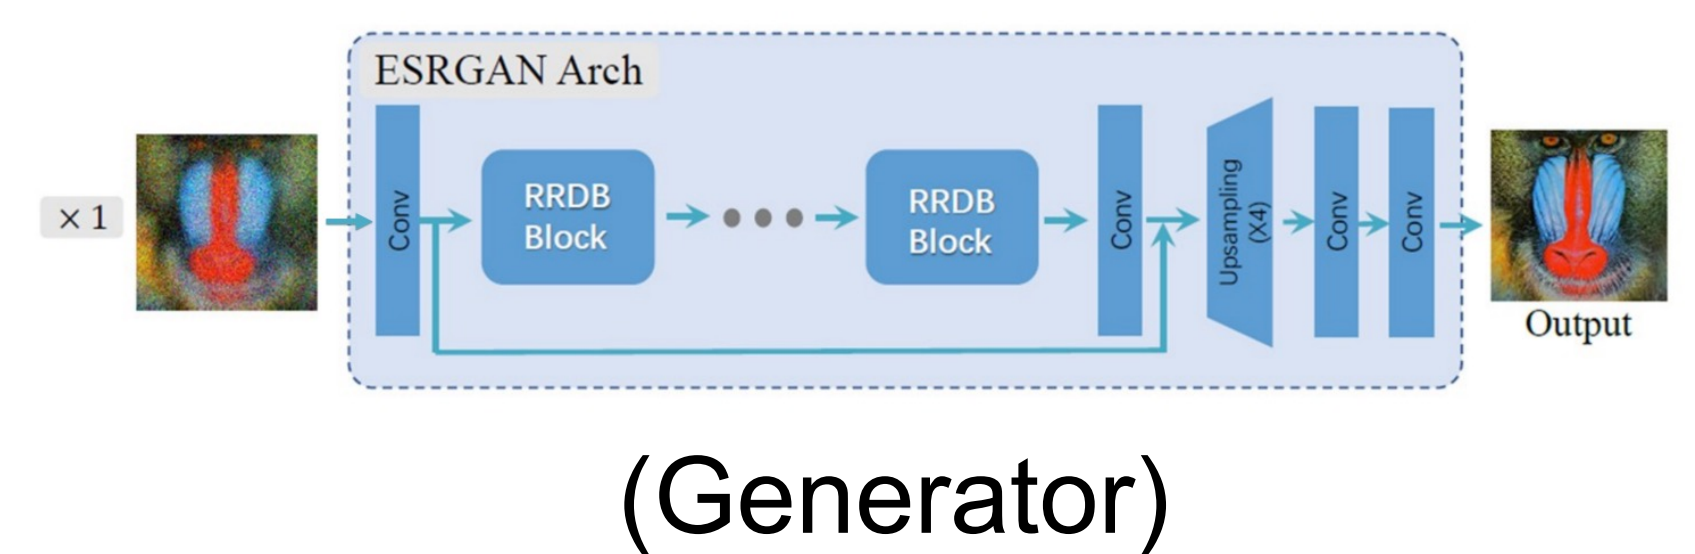 ESRGAN Arch
× 1
Conv
RRDB
Block
RRDB
Block
Conv
Upsampling
(X4)
Conv
Conv
Output
(Generator)